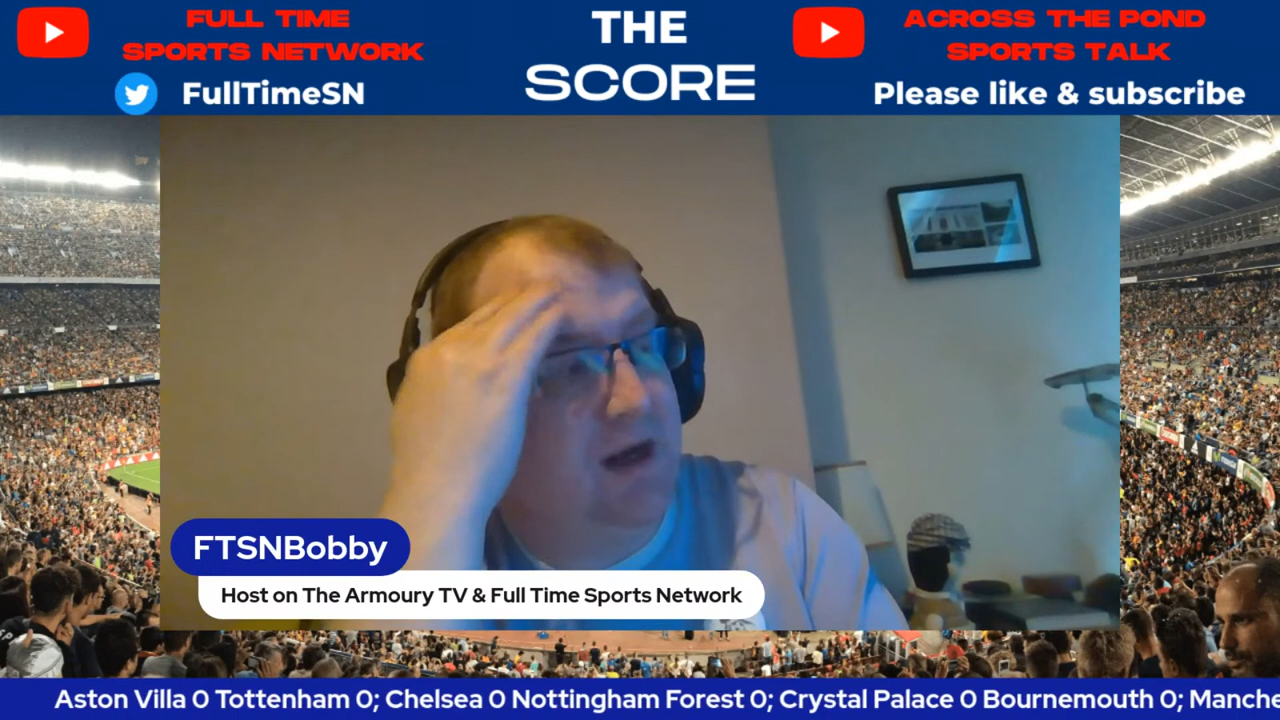 FULL TIME
SPORTS NETWORK
FullTimeSN
THE
SCORE
ACROSS THE POND
SPORTS TALK
Please like & subscribe
FTSNBobby
Host on The Armoury TV & Full Time Sports Network
Aston Villa 0 Tottenham 0; Chelsea 0 Nottingham Forest 0; Crystal Palace 0 Bournemouth 0; Manche